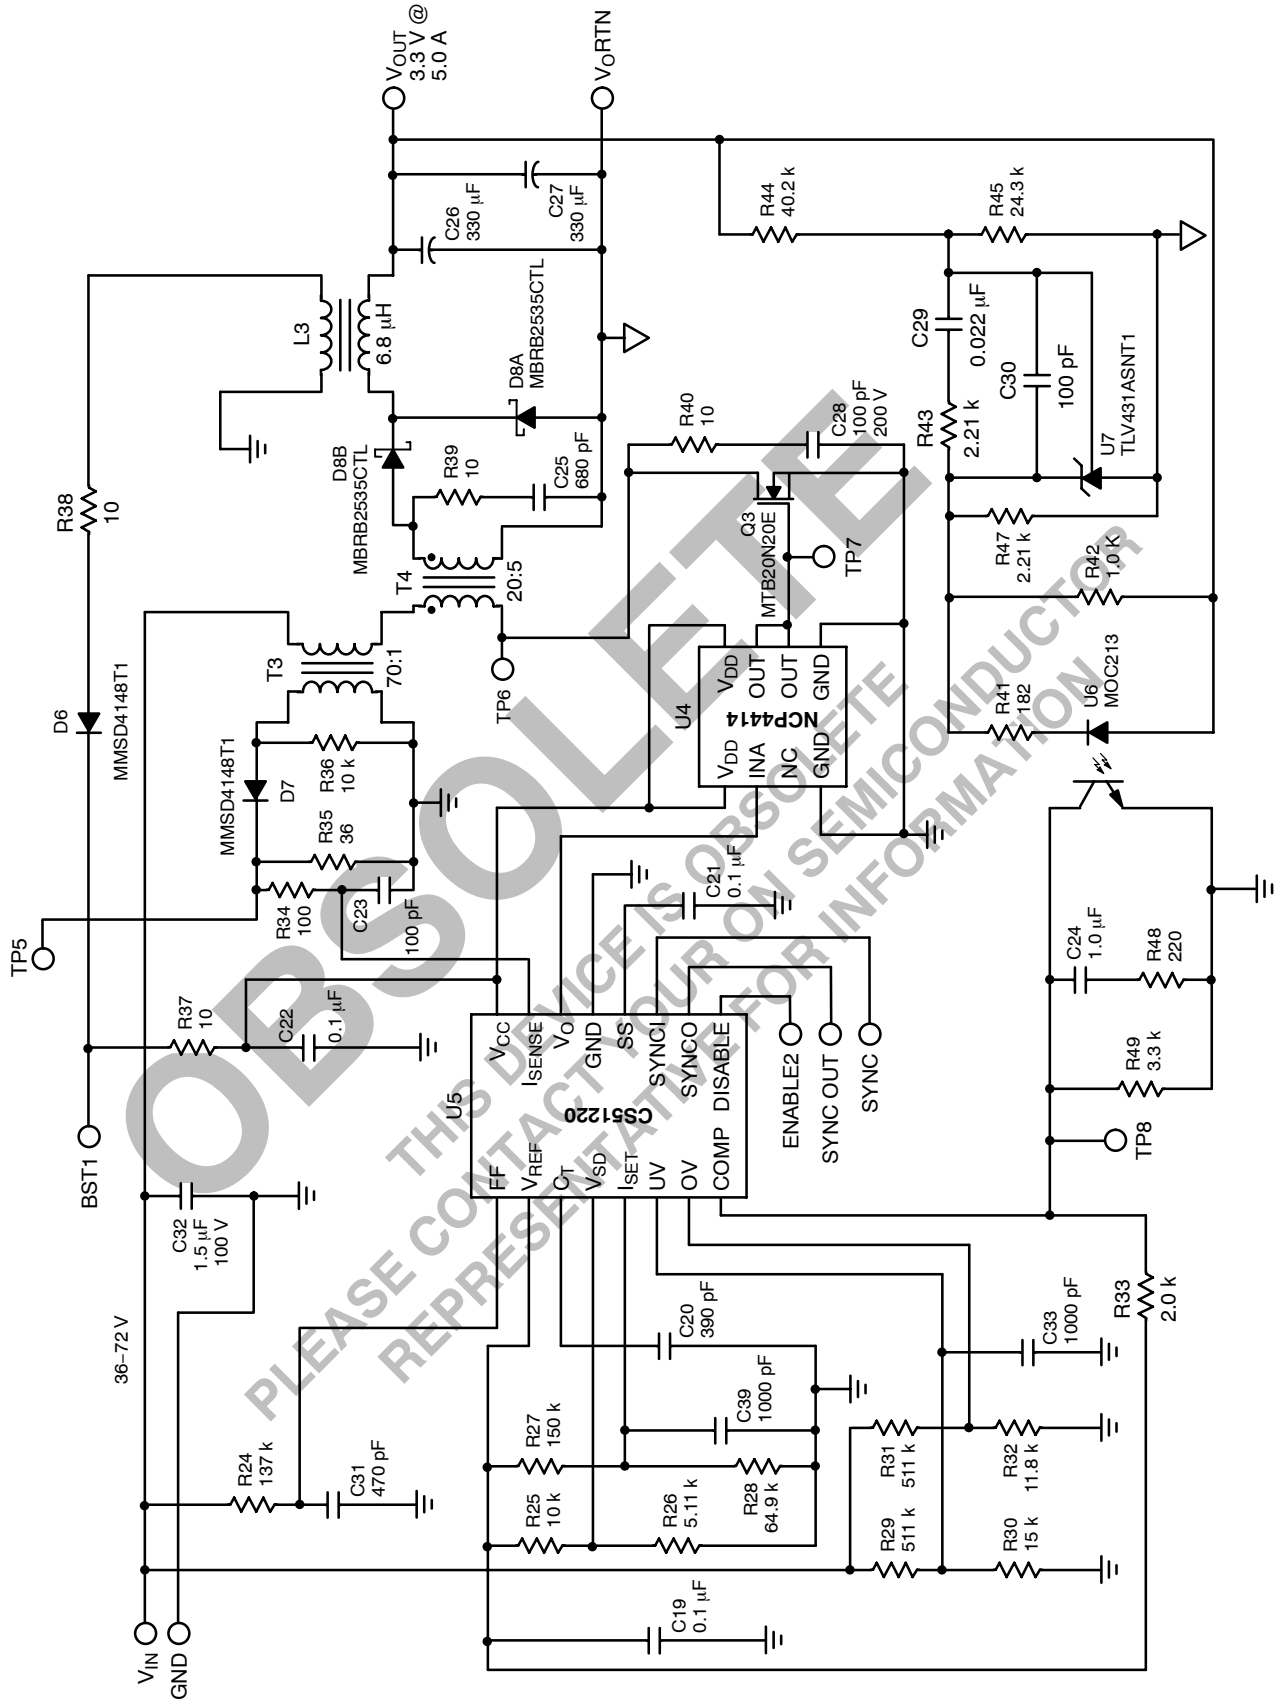 VIN
GND
36–72 V
R24
137 k
C31
470 pF
C32
1.5 µF
100 V
BST1
R37
10
C22
0.1 µF
TP5
R34
100
C23
100 pF
R35
36
MMSD4148T1
D7
R36
10 k
D6
MMSD4148T1
T3
70:1
R38
10
T4
20:5
TP6
D8B
MBRB2535CTL
R39
10
C25
680 pF
L3
6.8 µH
D8A
MBRB2535CTL
C26
330 µF
C27
330 µF
VOUT
3.3 V @
5.0 A
VORTN
C19
0.1 µF
R25
10 k
R26
5.11 k
R27
150 k
R28
64.9 k
C39
1000 pF
C20
390 pF
U5
CS51220
FF
VREF
CT
VSD
ISET
UV
OV
COMP
VCC
ISENSE
VO
GND
SS
SYNCI
SYNCO
DISABLE
C21
0.1 µF
ENABLE2
SYNC OUT
SYNC
U4
NCP4414
VDD
INA
NC
GND
VDD
OUT
OUT
GND
Q3
MTB20N20E
TP7
R40
10
C28
100 pF
200 V
R29
511 k
R30
15 k
R31
511 k
R32
11.8 k
C33
1000 pF
R33
2.0 k
TP8
R49
3.3 k
C24
1.0 µF
R48
220
R41
182
U6
MOC213
R42
1.0 K
R47
2.21 k
R43
2.21 k
C29
0.022 µF
C30
100 pF
U7
TLV431ASNT1
R44
40.2 k
R45
24.3 k
OBSOLETE
THIS DEVICE IS OBSOLETE
PLEASE CONTACT YOUR ON SEMICONDUCTOR
REPRESENTATIVE FOR INFORMATION